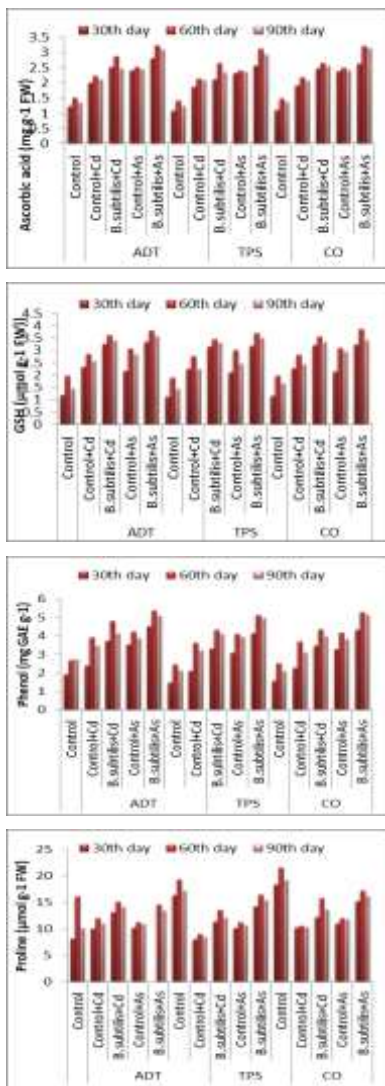 30th day 60th day 90th day
Ascorbic acid (mg g-1 FW)
3.5
3
2.5
2
1.5
1
0.5
0
Control
Control+Cd
B.subtilis+Cd
Control+As
B.subtilis+As
Control
Control+Cd
B.subtilis+Cd
Control+As
B.subtilis+As
Control
Control+Cd
B.subtilis+Cd
Control+As
B.subtilis+As
ADT TPS CO
30th day 60th day 90th day
GSH (µmol g-1 FW))
4.5
4
3.5
3
2.5
2
1.5
1
0.5
0
Control
Control+Cd
B.subtilis+Cd
Control+As
B.subtilis+As
Control
Control+Cd
B.subtilis+Cd
Control+As
B.subtilis+As
Control
Control+Cd
B.subtilis+Cd
Control+As
B.subtilis+As
ADT TPS CO
30th day 60th day 90th day
Phenol (mg GAE g-1)
6
5
4
3
2
1
0
Control
Control+Cd
B.subtilis+Cd
Control+As
B.subtilis+As
Control
Control+Cd
B.subtilis+Cd
Control+As
B.subtilis+As
Control
Control+Cd
B.subtilis+Cd
Control+As
B.subtilis+As
ADT TPS CO
30th day 60th day 90th day
Proline (µmol g-1 FW)
25
20
15
10
5
0
Control
Control+Cd
B.subtilis+Cd
Control+As
B.subtilis+As
Control
Control+Cd
B.subtilis+Cd
Control+As
B.subtilis+As
Control
Control+Cd
B.subtilis+Cd
Control+As
B.subtilis+As
ADT TPS CO